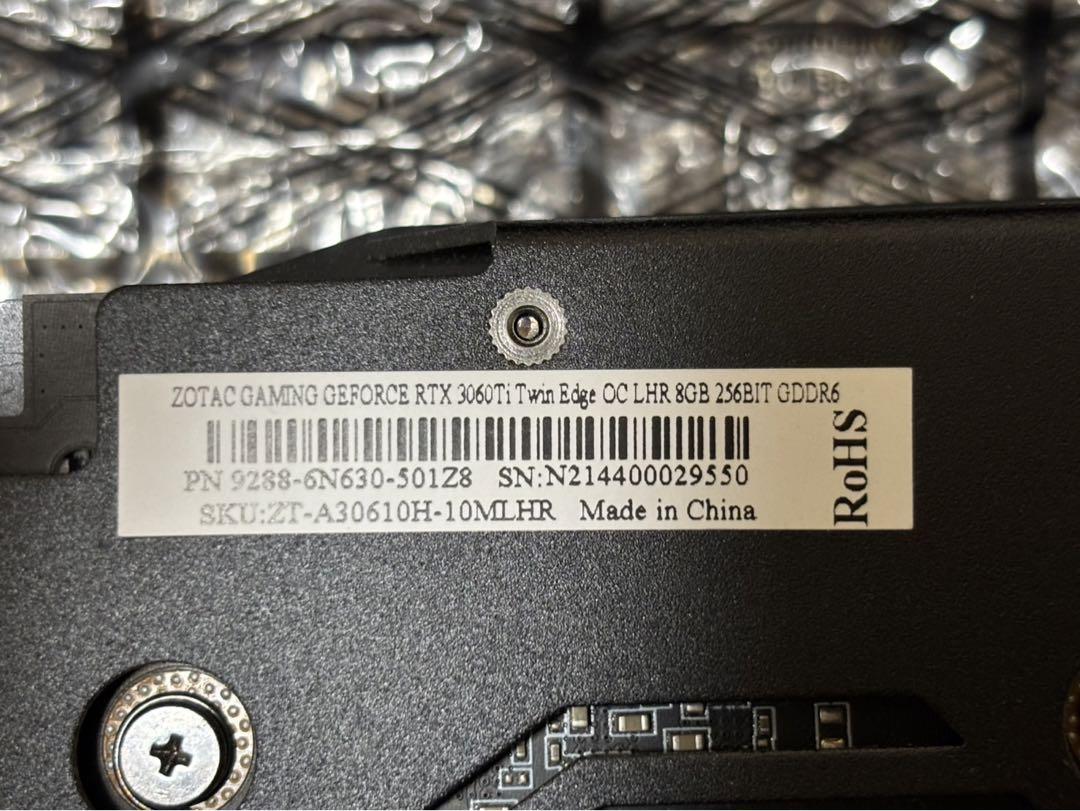 ZOTAC GAMING GEFORCE RTX 3060Ti Twin Edge OC LHR 8GB 256BIT GDDR6
PN 9288-6N630-501Z8 SN:N214400029550
SKU:ZT-A30610H-10MLHR Made in China
RoHS